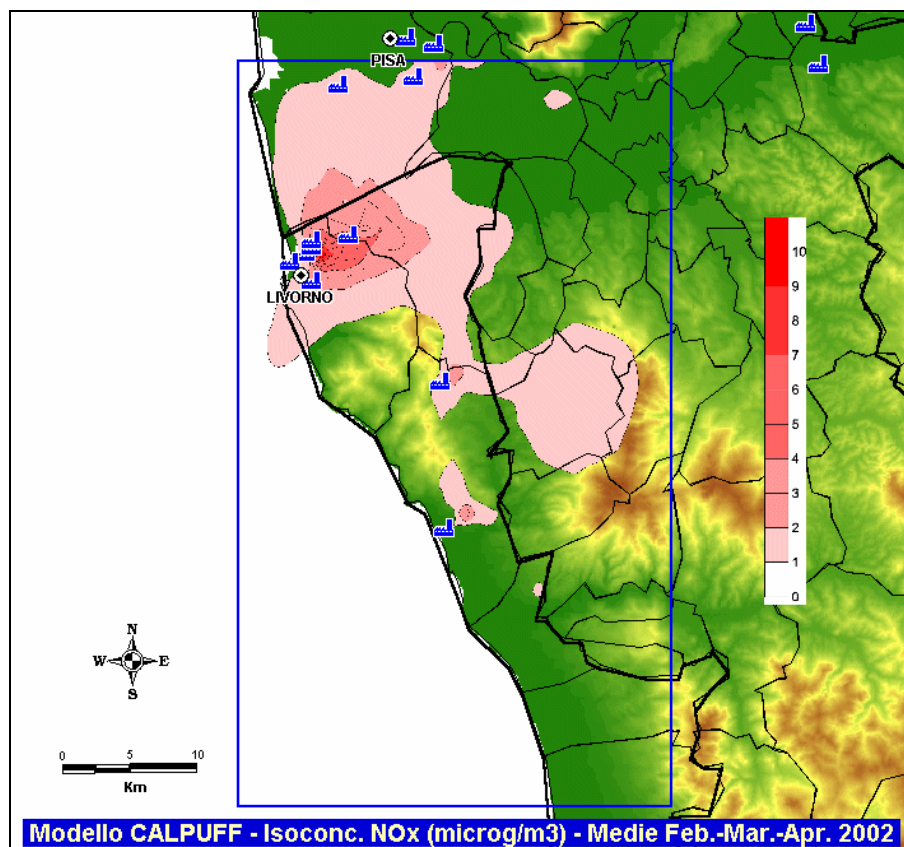 PISA
LIVORNO
10
9
8
7
6
5
4
3
2
1
0
N
W E
S
0 5 10
Km
Modello CALPUFF - Isoconc. NOx (microg/m3) - Medie Feb.-Mar.-Apr. 2002